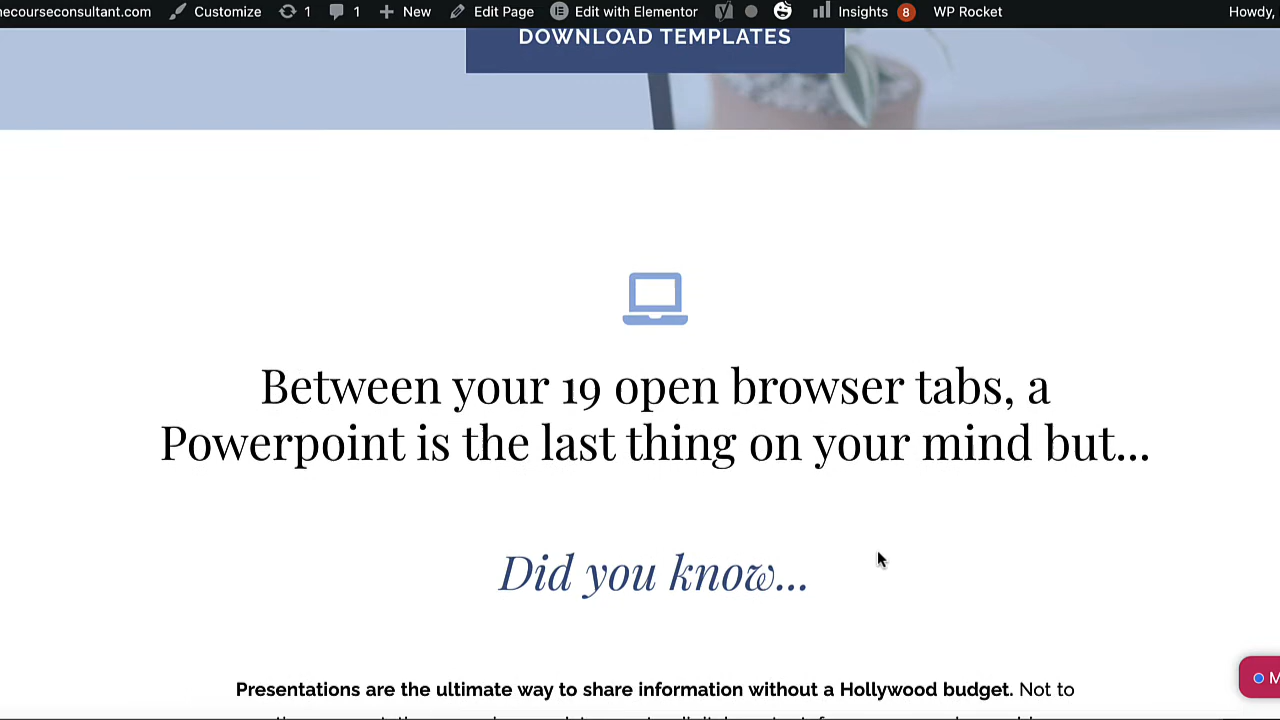 necourseconsultant.com Customize 1 1 New Edit Page Edit with Elementor Insights 8 WP Rocket Howdy,
DOWNLOAD TEMPLATES
Between your 19 open browser tabs, a
Powerpoint is the last thing on your mind but...
Did you know...
M
Presentations are the ultimate way to share information without a Hollywood budget. Not to